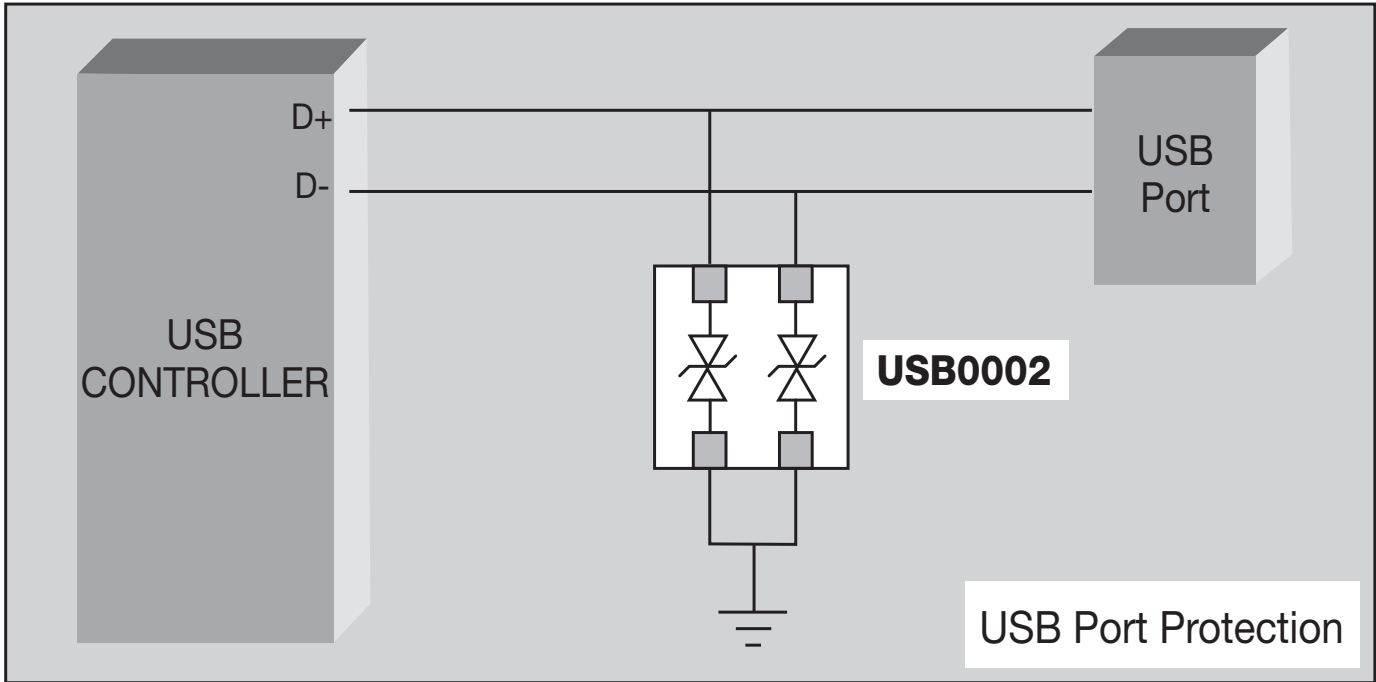 D+
D-
USB
Port
USB
CONTROLLER
USB0002
USB Port Protection